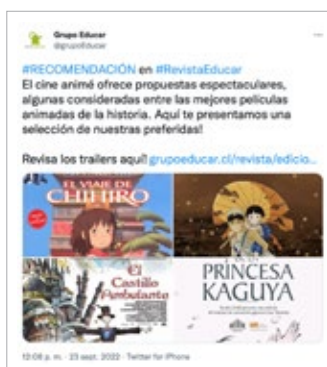 Grupo Educar
@grupoEducar
#RECOMENDACIÓN en #RevistaEducar
El cine animé ofrece propuestas espectaculares,
algunas consideradas entre las mejores películas
animadas de la historia. Aquí te presentamos una
selección de nuestras preferidas!
Revisa los trailers aquí! grupoeducar.cl/revista/edicio...
EL VIAJE DE
CHIHIRO
El
Castillo
Ambulante
PRINCESA
KAGUYA
12:08 p. m. · 23 sept. 2022 · Twitter for iPhone